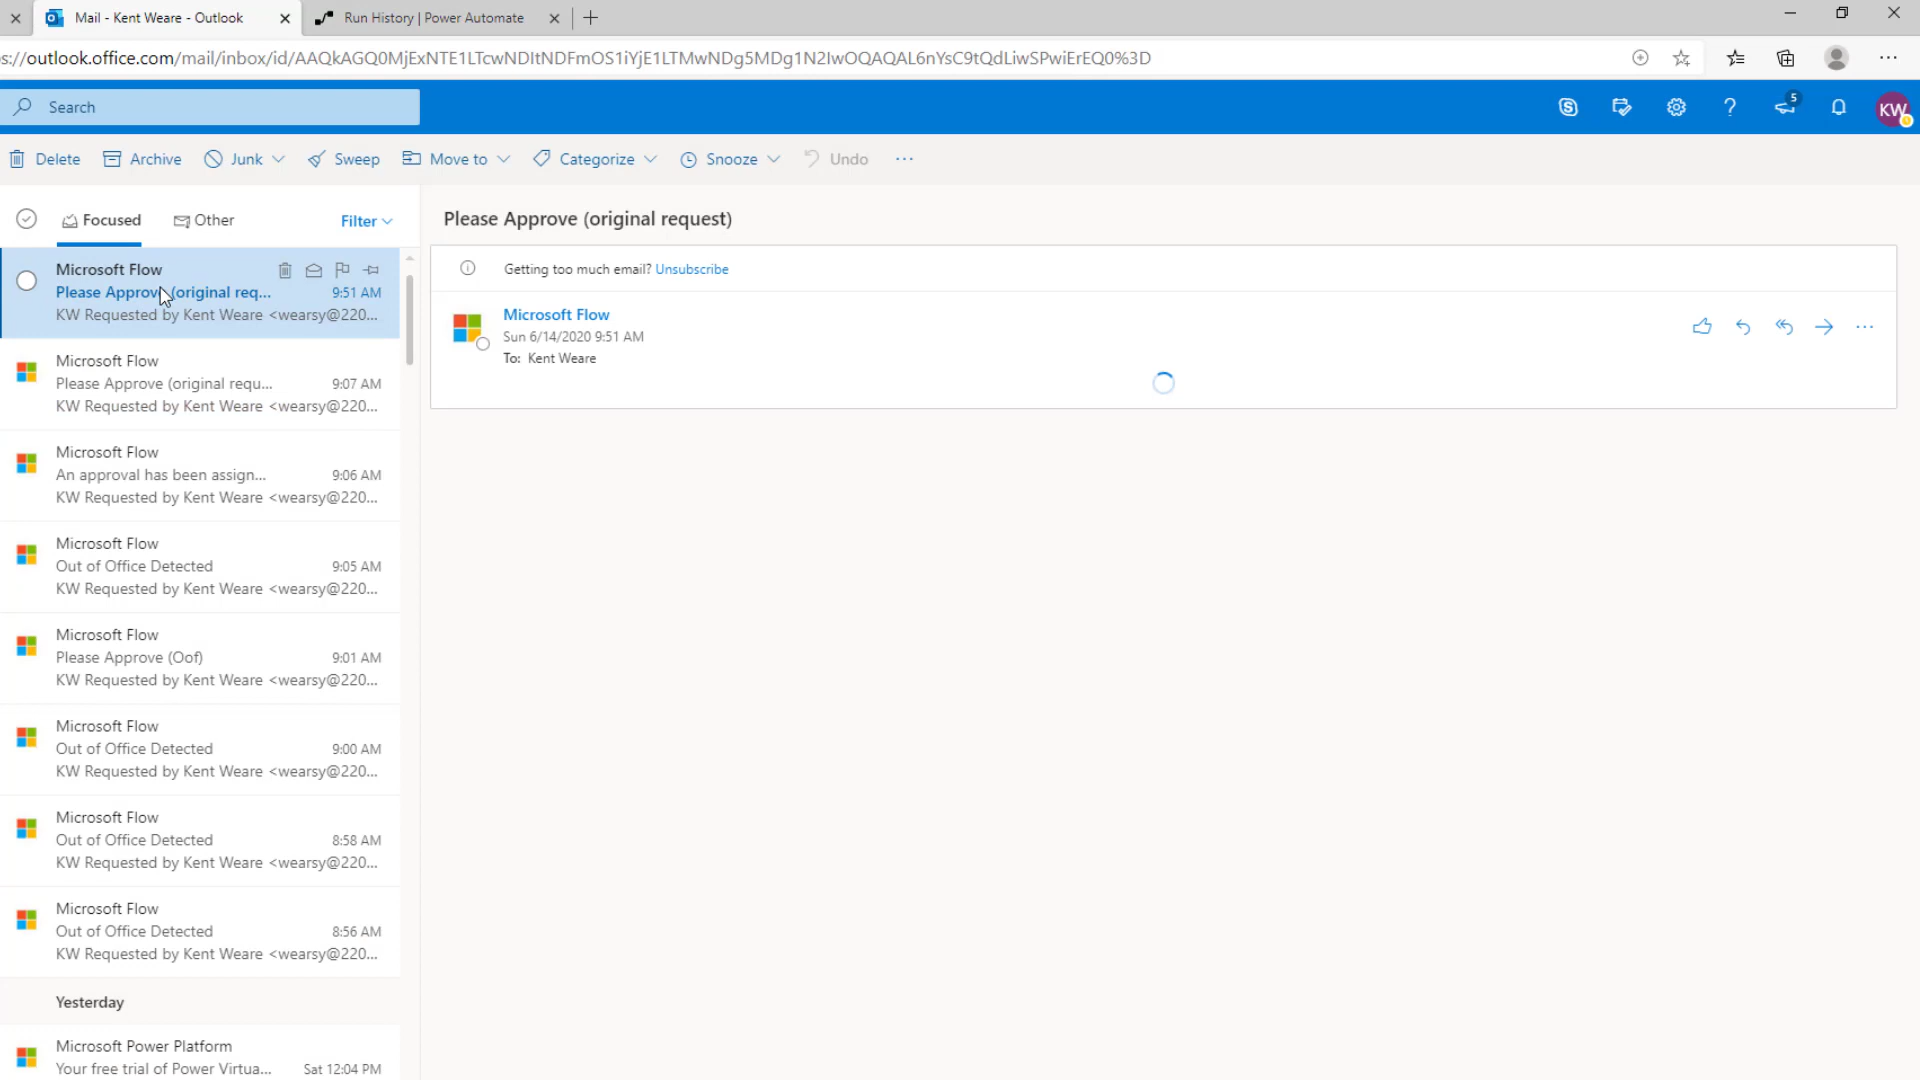 Mail - Kent Weare - Outlook
Run History | Power Automate
s://outlook.office.com/mail/inbox/id/AAQkAGQ0MjExNTE1LTcwNDItNDFmOS1iYjE1LTMwNDg5MDg1N2IwOQAQAL6nYsC9tQdLiwSPwiErEQ0%3D
Search
5
KW
Delete
Archive
Junk
Sweep
Move to
Categorize
Snooze
Undo
Focused
Other
Filter
Microsoft Flow
Please Approve (original req... 9:51 AM
KW Requested by Kent Weare <wearsy@220...
Microsoft Flow
Please Approve (original requ... 9:07 AM
KW Requested by Kent Weare <wearsy@220...
Microsoft Flow
An approval has been assign... 9:06 AM
KW Requested by Kent Weare <wearsy@220...
Microsoft Flow
Out of Office Detected 9:05 AM
KW Requested by Kent Weare <wearsy@220...
Microsoft Flow
Please Approve (Oof) 9:01 AM
KW Requested by Kent Weare <wearsy@220...
Microsoft Flow
Out of Office Detected 9:00 AM
KW Requested by Kent Weare <wearsy@220...
Microsoft Flow
Out of Office Detected 8:58 AM
KW Requested by Kent Weare <wearsy@220...
Microsoft Flow
Out of Office Detected 8:56 AM
KW Requested by Kent Weare <wearsy@220...
Yesterday
Microsoft Power Platform
Your free trial of Power Virtua... Sat 12:04 PM
Please Approve (original request)
Getting too much email? Unsubscribe
Microsoft Flow
Sun 6/14/2020 9:51 AM
To: Kent Weare